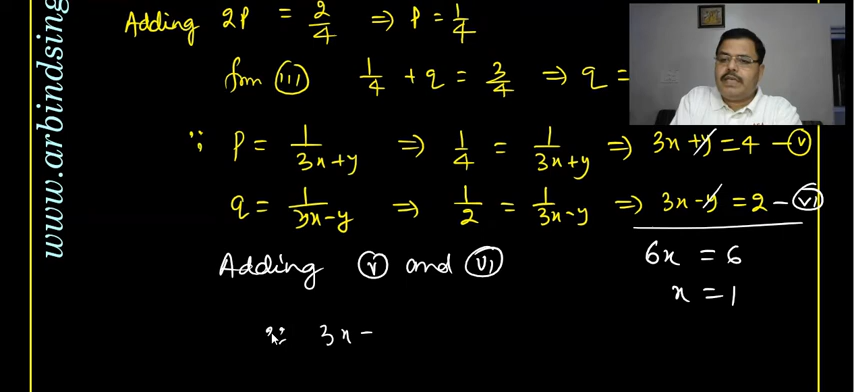 Adding 2P = 2/4 ⇒ P = 1/4
from (III) 1/4 + q = 3/4 ⇒ q =
∵ P = 1/(3x+y) ⇒ 1/4 = 1/(3x+y) ⇒ 3x + y = 4 — (V)
q = 1/(3x-y) ⇒ 1/2 = 1/(3x-y) ⇒ 3x - y = 2 — (VI)
Adding (V) and (VI)
6x = 6
x = 1
∵ 3x -
www.arbindsing